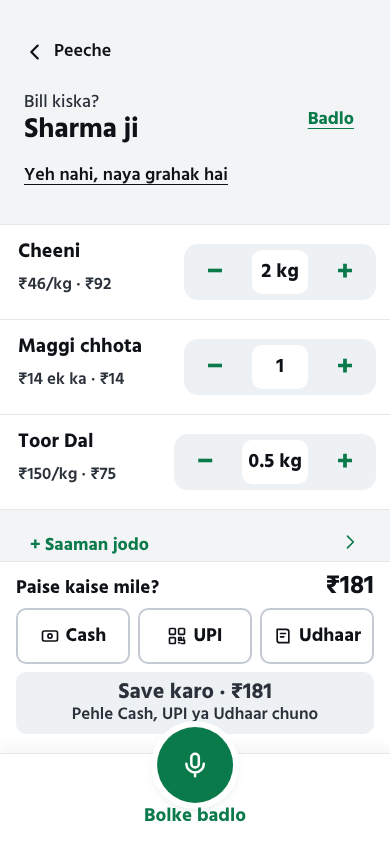 Peeche
Bill kiska?
Sharma ji
Badlo
Yeh nahi, naya grahak hai
Cheeni
₹46/kg · ₹92
− 2 kg +
Maggi chhota
₹14 ek ka · ₹14
− 1 +
Toor Dal
₹150/kg · ₹75
− 0.5 kg +
+ Saaman jodo
Paise kaise mile? ₹181
Cash UPI Udhaar
Save karo · ₹181
Pehle Cash, UPI ya Udhaar chuno
Bolke badlo